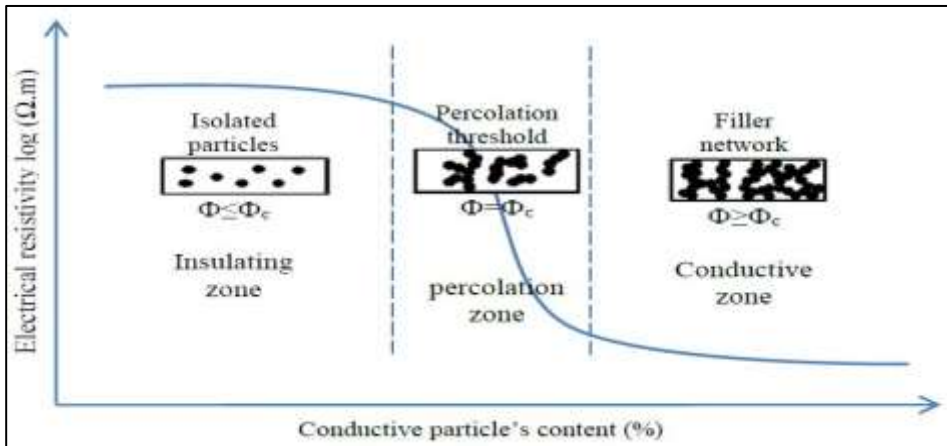 Electrical resistivity log (Ω.m)
Isolated
particles
Φ≤Φc
Insulating
zone
Percolation
threshold
Φ=Φc
percolation
zone
Filler
network
Φ≥Φc
Conductive
zone
Conductive particle's content (%)